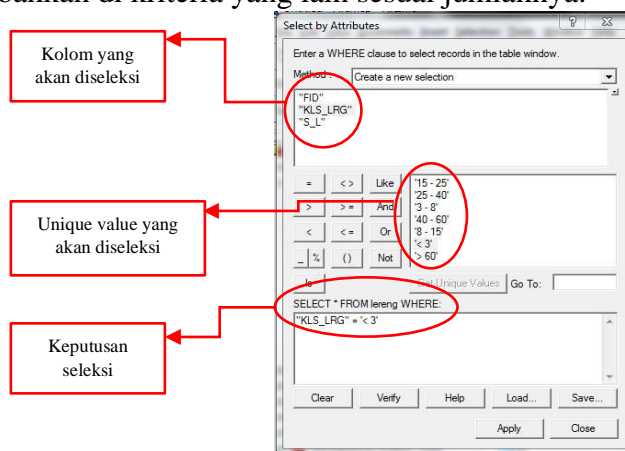 Select by Attributes
Enter a WHERE clause to select records in the table window.
Method : Create a new selection
"FID"
"KLS_LRG"
"S_L"
Kolom yang
akan diseleksi
= <> Like
> >= And
< <= Or
_ % () Not
Is
'15 - 25'
'25 - 40'
'3 - 8'
'40 - 60'
'8 - 15'
'< 3'
'> 60'
Unique value yang
akan diseleksi
Get Unique Values Go To:
SELECT * FROM lereng WHERE:
"KLS_LRG" = '< 3'
Keputusan
seleksi
Clear Verify Help Load... Save...
Apply Close